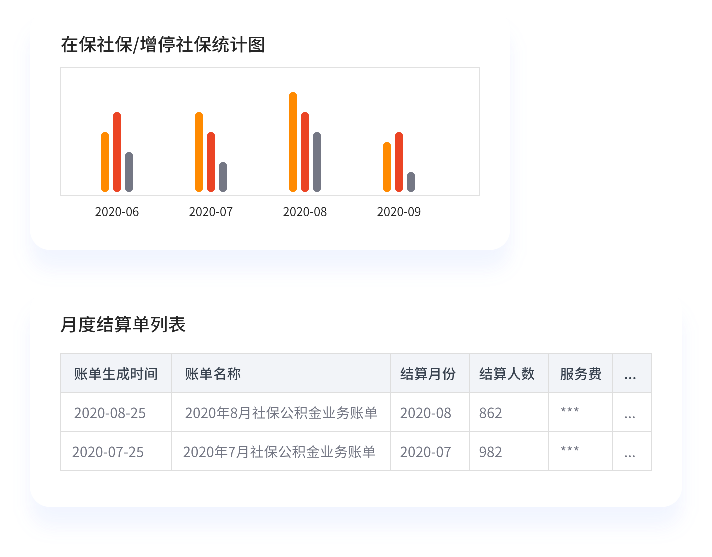 在保社保/增停社保统计图
2020-06 2020-07 2020-08 2020-09
月度结算单列表
账单生成时间 账单名称 结算月份 结算人数 服务费 ...
2020-08-25 2020年8月社保公积金业务账单 2020-08 862 *** ...
2020-07-25 2020年7月社保公积金业务账单 2020-07 982 *** ...